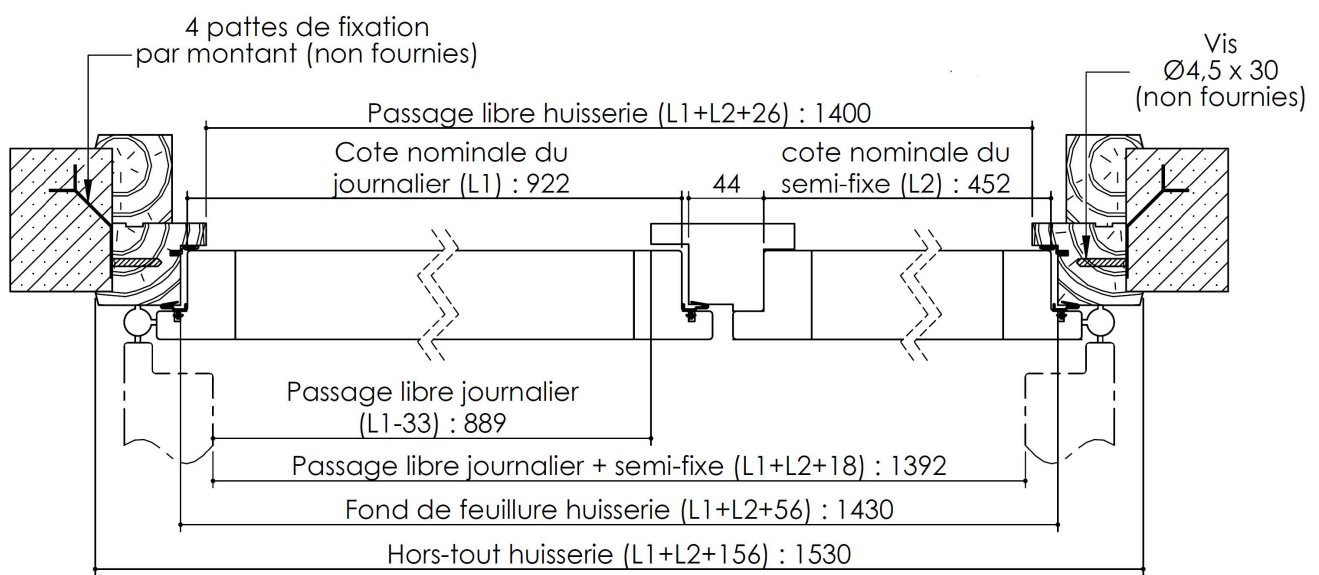 4 pattes de fixation
par montant (non fournies)
Vis
Ø4,5 x 30
(non fournies)
Passage libre huisserie (L1+L2+26) : 1400
Cote nominale du
journalier (L1) : 922
44
cote nominale du
semi-fixe (L2) : 452
Passage libre journalier
(L1-33) : 889
Passage libre journalier + semi-fixe (L1+L2+18) : 1392
Fond de feuillure huisserie (L1+L2+56) : 1430
Hors-tout huisserie (L1+L2+156) : 1530